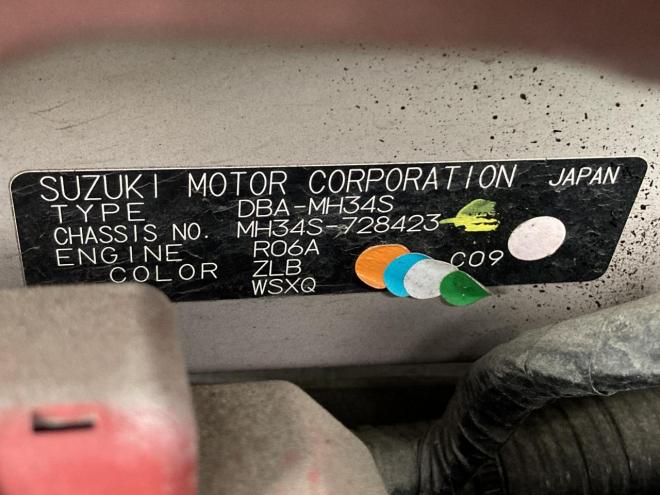 SUZUKI MOTOR CORPORATION JAPAN
TYPE DBA-MH34S
CHASSIS NO. MH34S-728423
ENGINE R06A
COLOR ZLB C09
WSXQ